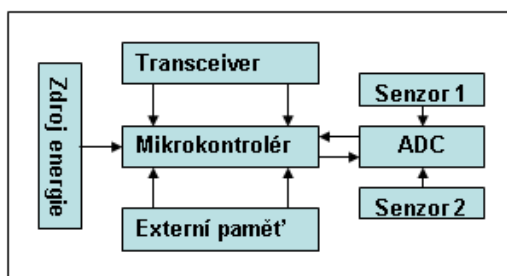 Transceiver
Zdroj energie
Senzor 1
Mikrokontrolér
ADC
Externí paměť
Senzor 2